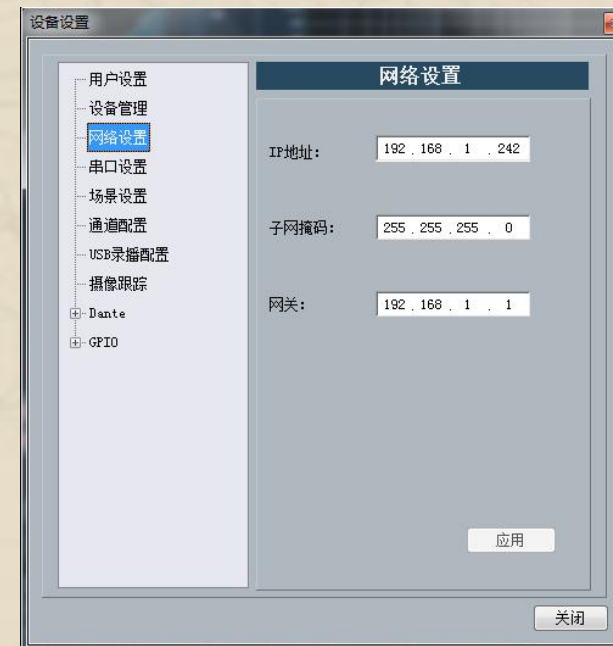 设备设置
用户设置
设备管理
网络设置
串口设置
场景设置
通道配置
USB录播配置
摄像跟踪
Dante
GPIO
网络设置
IP地址: 192 . 168 . 1 . 242
子网掩码: 255 . 255 . 255 . 0
网关: 192 . 168 . 1 . 1
应用
关闭